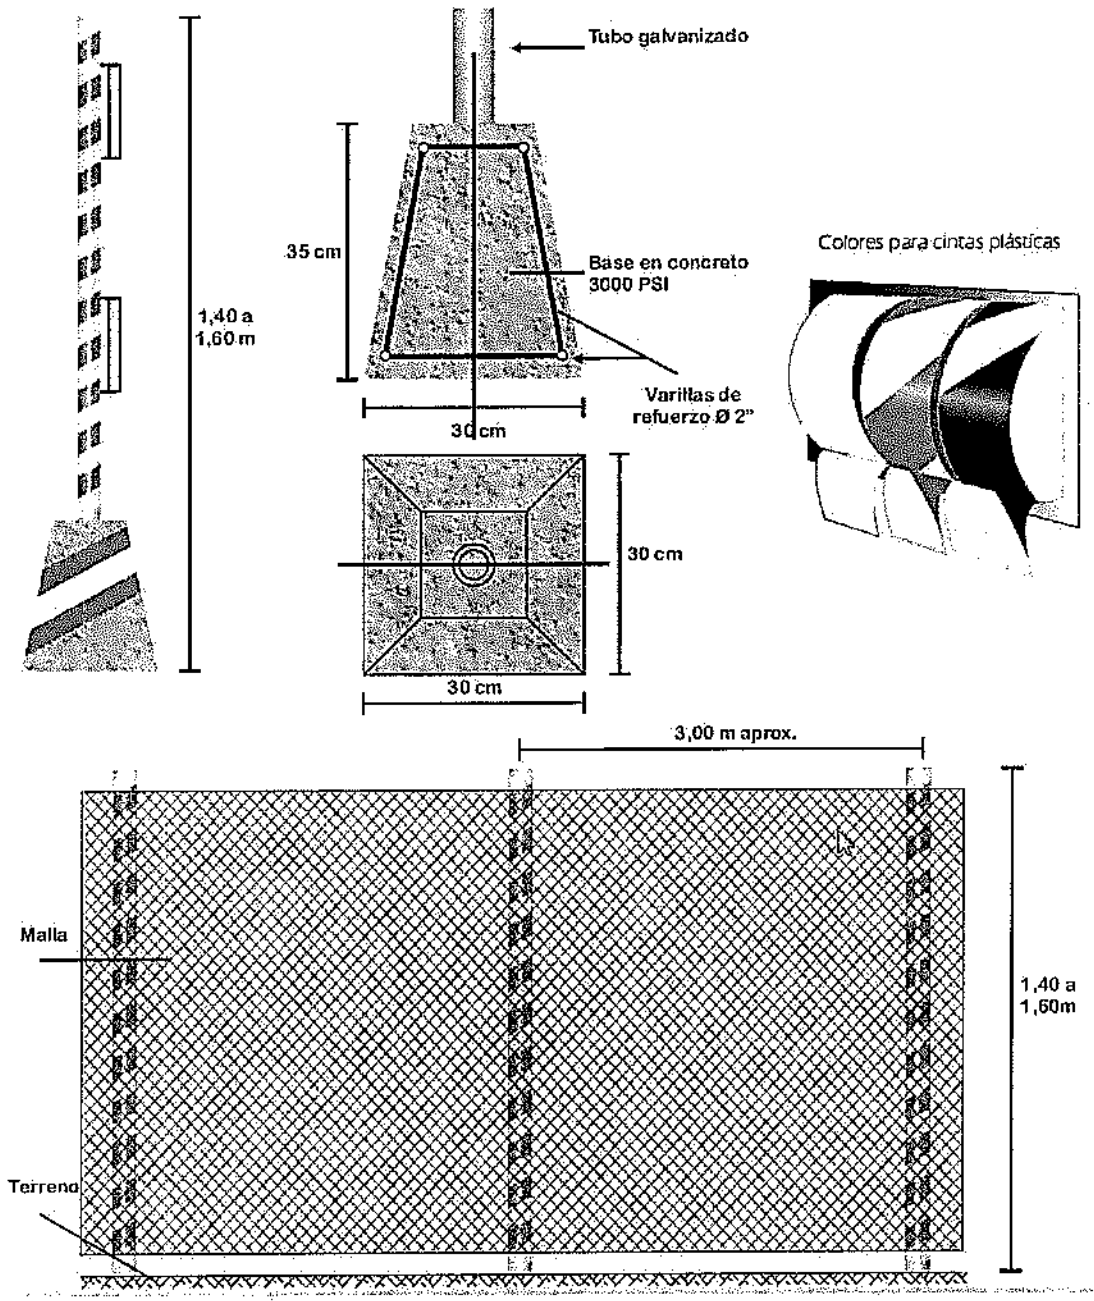 Tubo galvanizado
35 cm
Base en concreto
3000 PSI
Colores para cintas plásticas
1,40 a
1,60 m
Varillas de
refuerzo Ø 2"
30 cm
30 cm
30 cm
3,00 m aprox.
Malla
1,40 a
1,60m
Terreno